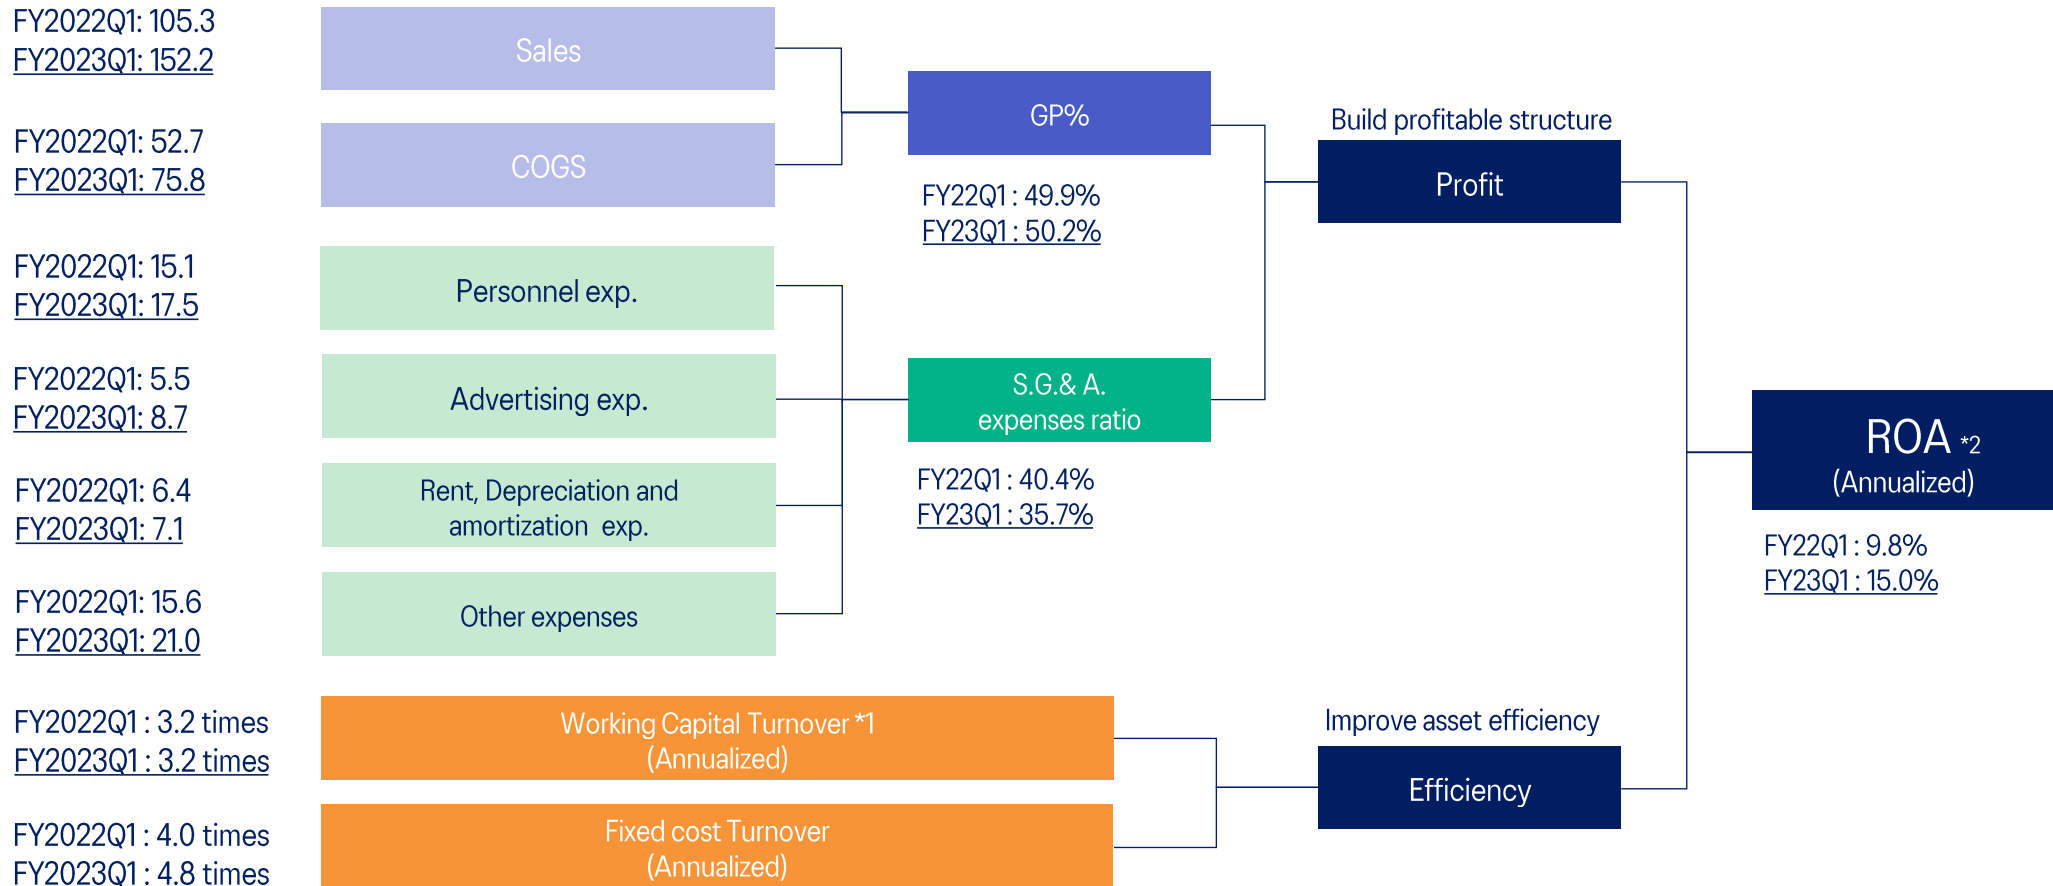 FY2022Q1: 105.3
FY2023Q1: 152.2
Sales
FY2022Q1: 52.7
FY2023Q1: 75.8
COGS
GP%
FY22Q1 : 49.9%
FY23Q1 : 50.2%
Build profitable structure
Profit
FY2022Q1: 15.1
FY2023Q1: 17.5
Personnel exp.
FY2022Q1: 5.5
FY2023Q1: 8.7
Advertising exp.
S.G.& A.
expenses ratio
FY22Q1 : 40.4%
FY23Q1 : 35.7%
FY2022Q1: 6.4
FY2023Q1: 7.1
Rent, Depreciation and
amortization exp.
FY2022Q1: 15.6
FY2023Q1: 21.0
Other expenses
ROA *2
(Annualized)
FY22Q1 : 9.8%
FY23Q1 : 15.0%
FY2022Q1 : 3.2 times
FY2023Q1 : 3.2 times
Working Capital Turnover *1
(Annualized)
Improve asset efficiency
Efficiency
FY2022Q1 : 4.0 times
FY2023Q1 : 4.8 times
Fixed cost Turnover
(Annualized)